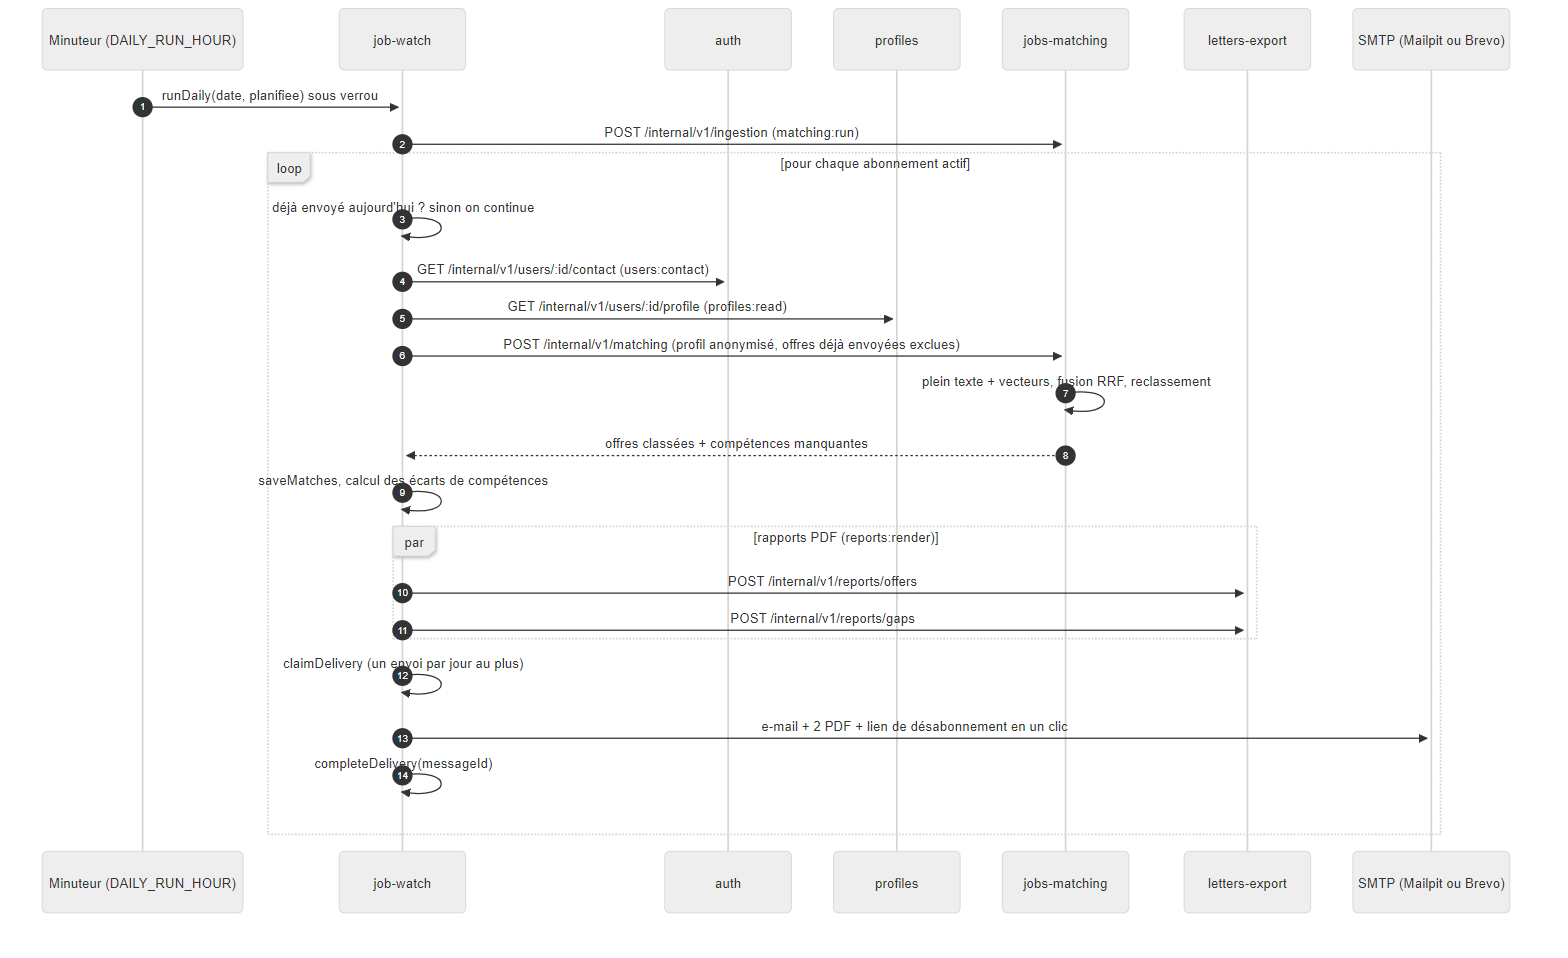 Minuteur (DAILY_RUN_HOUR)
job-watch
auth
profiles
jobs-matching
letters-export
SMTP (Mailpit ou Brevo)
runDaily(date, planifiee) sous verrou
1
POST /internal/v1/ingestion (matching:run)
2
loop
[pour chaque abonnement actif]
déjà envoyé aujourd'hui ? sinon on continue
3
GET /internal/v1/users/:id/contact (users:contact)
4
GET /internal/v1/users/:id/profile (profiles:read)
5
POST /internal/v1/matching (profil anonymisé, offres déjà envoyées exclues)
6
plein texte + vecteurs, fusion RRF, reclassement
7
offres classées + compétences manquantes
8
saveMatches, calcul des écarts de compétences
9
par
[rapports PDF (reports:render)]
POST /internal/v1/reports/offers
10
POST /internal/v1/reports/gaps
11
claimDelivery (un envoi par jour au plus)
12
e-mail + 2 PDF + lien de désabonnement en un clic
13
completeDelivery(messageId)
14
Minuteur (DAILY_RUN_HOUR)
job-watch
auth
profiles
jobs-matching
letters-export
SMTP (Mailpit ou Brevo)